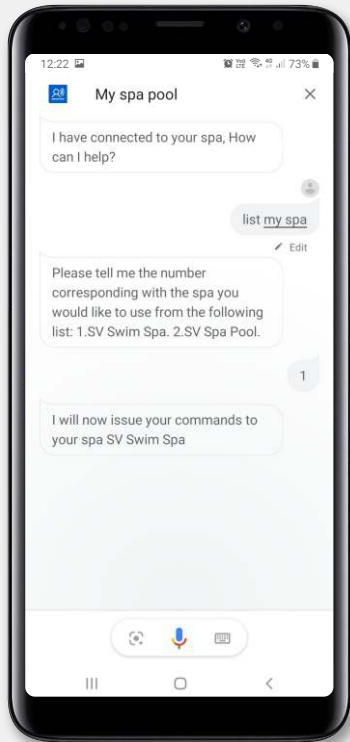 12:22 73%
My spa pool
I have connected to your spa, How
can I help?
list my spa
Edit
Please tell me the number
corresponding with the spa you
would like to use from the following
list: 1.SV Swim Spa. 2.SV Spa Pool.
1
I will now issue your commands to
your spa SV Swim Spa